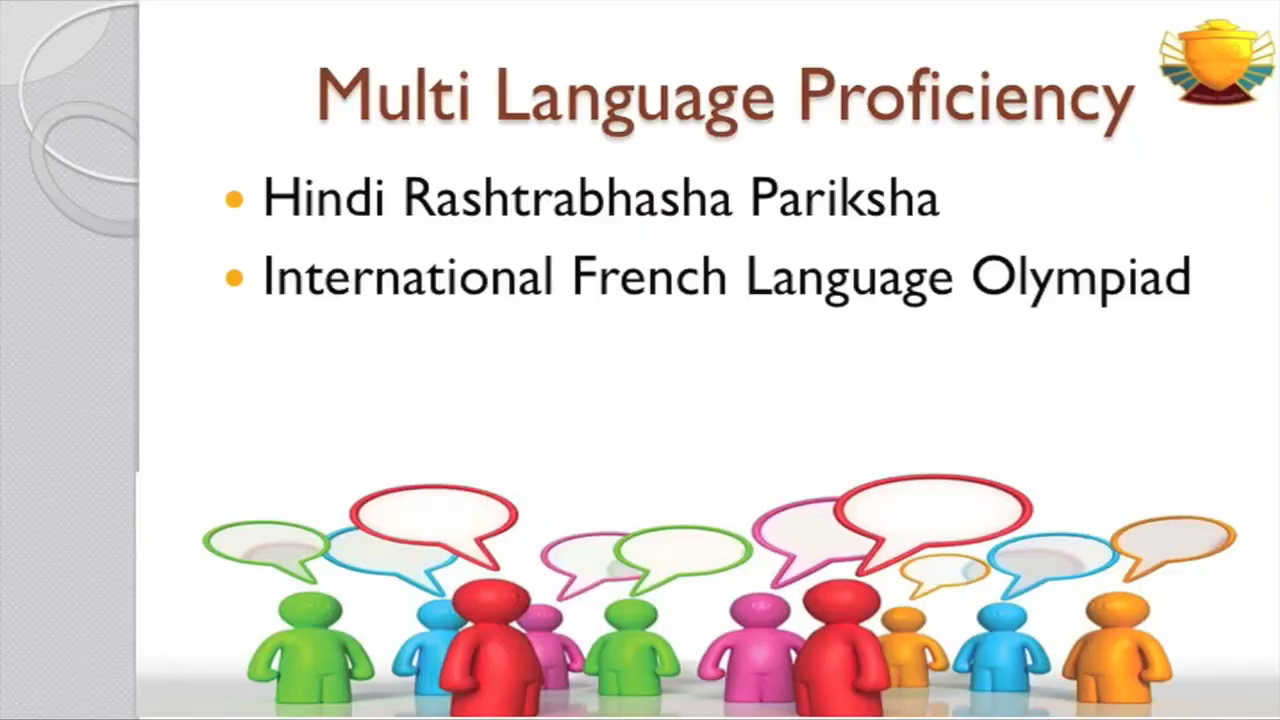 Multi Language Proficiency
Hindi Rashtrabhasha Pariksha
International French Language Olympiad